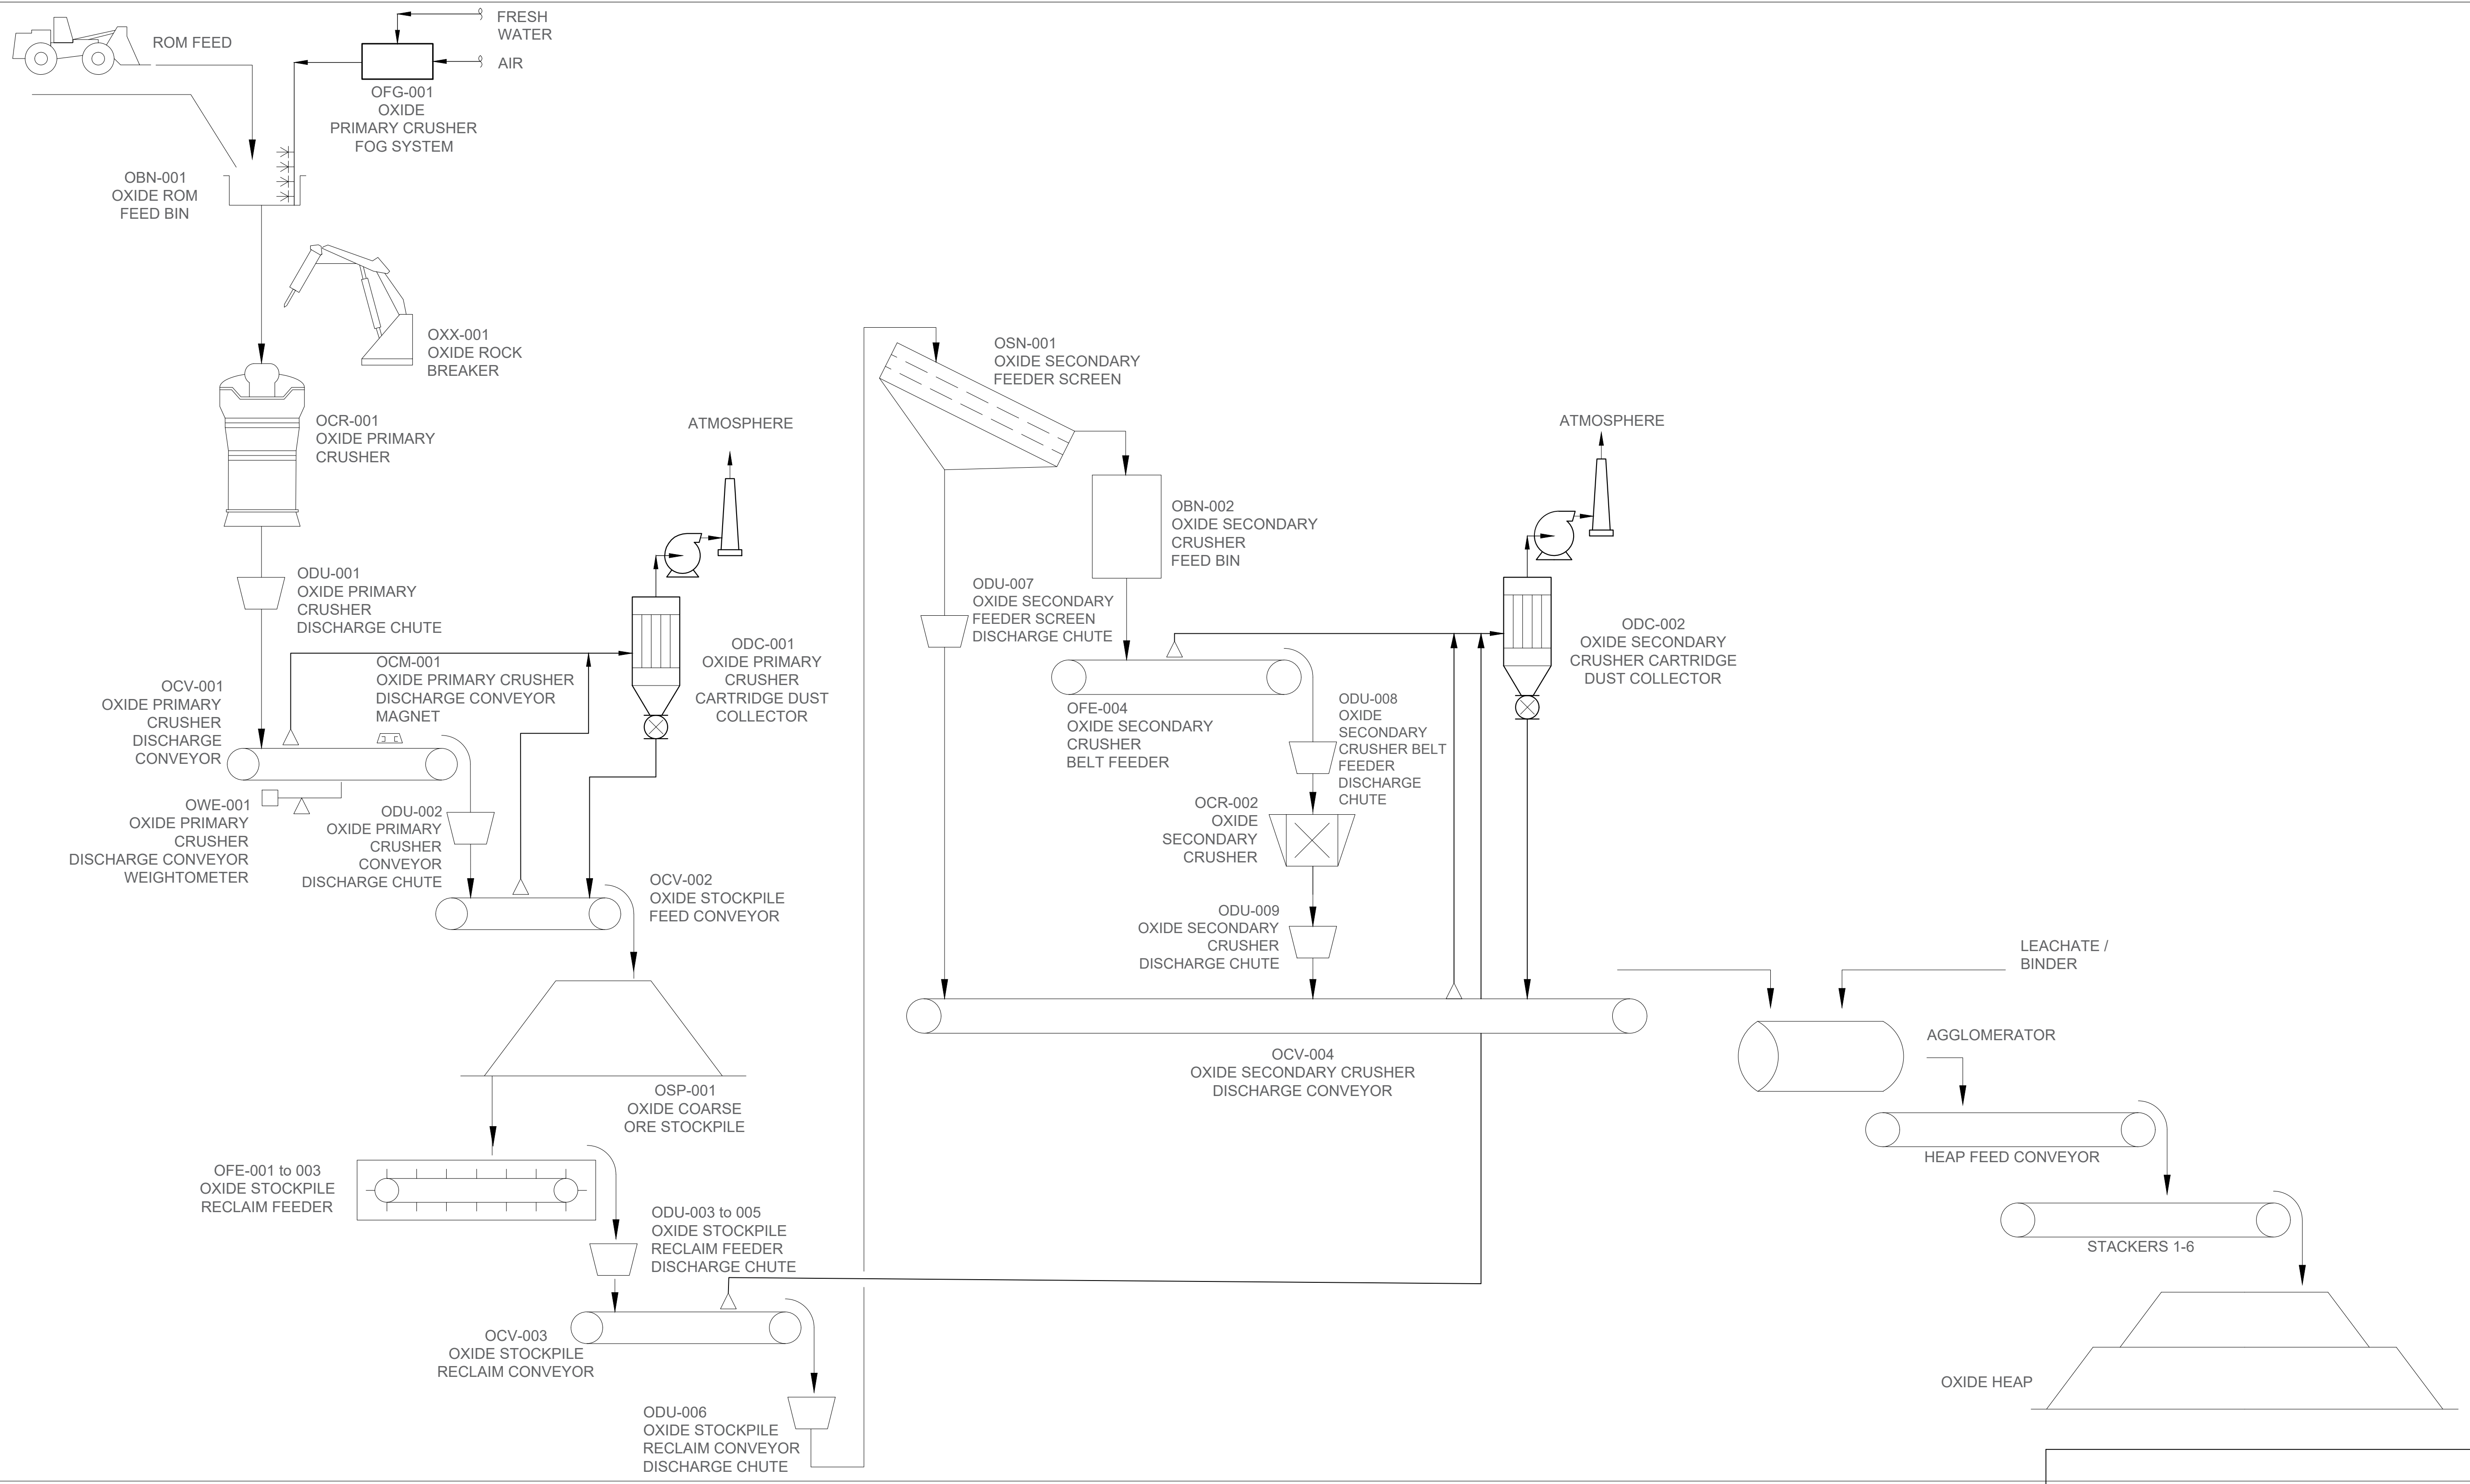 ROM FEED
FRESH
WATER
AIR
OFG-001
OXIDE
PRIMARY CRUSHER
FOG SYSTEM
OBN-001
OXIDE ROM
FEED BIN
OXX-001
OXIDE ROCK
BREAKER
OCR-001
OXIDE PRIMARY
CRUSHER
ODU-001
OXIDE PRIMARY
CRUSHER
DISCHARGE CHUTE
ATMOSPHERE
OCM-001
OXIDE PRIMARY CRUSHER
DISCHARGE CONVEYOR
MAGNET
ODC-001
OXIDE PRIMARY
CRUSHER
CARTRIDGE DUST
COLLECTOR
OCV-001
OXIDE PRIMARY
CRUSHER
DISCHARGE
CONVEYOR
OWE-001
OXIDE PRIMARY
CRUSHER
DISCHARGE CONVEYOR
WEIGHTOMETER
ODU-002
OXIDE PRIMARY
CRUSHER
CONVEYOR
DISCHARGE CHUTE
OCV-002
OXIDE STOCKPILE
FEED CONVEYOR
OSP-001
OXIDE COARSE
ORE STOCKPILE
OFE-001 to 003
OXIDE STOCKPILE
RECLAIM FEEDER
ODU-003 to 005
OXIDE STOCKPILE
RECLAIM FEEDER
DISCHARGE CHUTE
OCV-003
OXIDE STOCKPILE
RECLAIM CONVEYOR
ODU-006
OXIDE STOCKPILE
RECLAIM CONVEYOR
DISCHARGE CHUTE
OSN-001
OXIDE SECONDARY
FEEDER SCREEN
OBN-002
OXIDE SECONDARY
CRUSHER
FEED BIN
ODU-007
OXIDE SECONDARY
FEEDER SCREEN
DISCHARGE CHUTE
OFE-004
OXIDE SECONDARY
CRUSHER
BELT FEEDER
ODU-008
OXIDE
SECONDARY
CRUSHER BELT
FEEDER
DISCHARGE
CHUTE
OCR-002
OXIDE
SECONDARY
CRUSHER
ODU-009
OXIDE SECONDARY
CRUSHER
DISCHARGE CHUTE
ATMOSPHERE
ODC-002
OXIDE SECONDARY
CRUSHER CARTRIDGE
DUST COLLECTOR
OCV-004
OXIDE SECONDARY CRUSHER
DISCHARGE CONVEYOR
LEACHATE /
BINDER
AGGLOMERATOR
HEAP FEED CONVEYOR
STACKERS 1-6
OXIDE HEAP